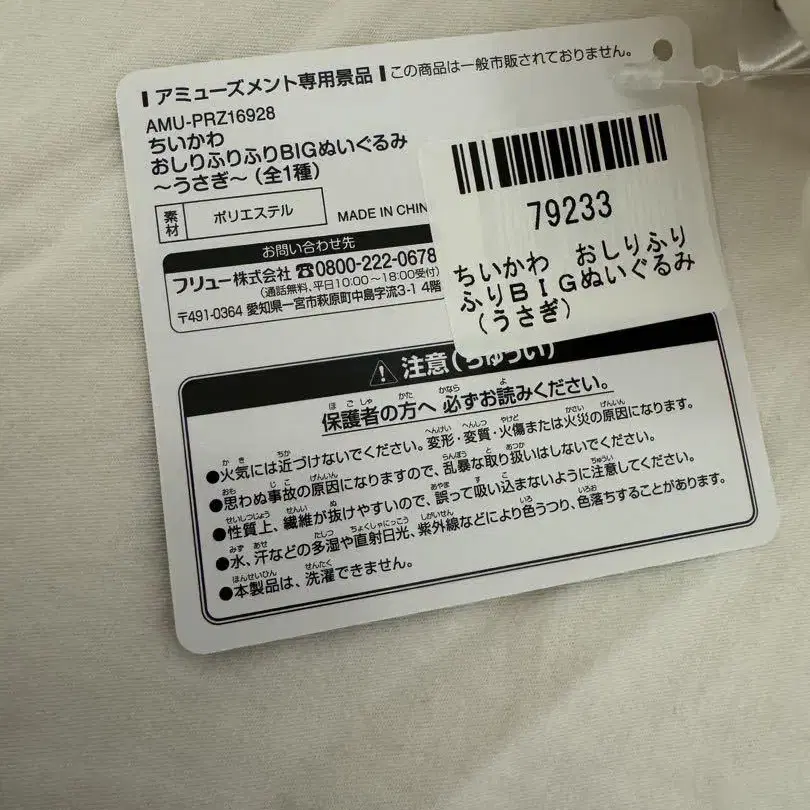 アミューズメント専用景品 この商品は一般市販されておりません。
AMU-PRZ16928
ちいかわ
おしりふりふりBIGぬいぐるみ
～うさぎ～(全1種)
素材 ポリエステル MADE IN CHIN
お問い合わせ先
フリュー株式会社 ☎0800-222-0678
(通話無料、平日10:00～18:00受付)
〒491-0364 愛知県一宮市萩原町中島字流3-1 4階
79233
ちいかわ おしりふり
ふりBIGぬいぐるみ
(うさぎ)
注意(ちゅうい)
保護者の方へ 必ずお読みください。
●火気には近づけないでください。変形・変質・火傷または火災の原因になります。
●思わぬ事故の原因になりますので、乱暴な取り扱いはしないでください。
●性質上、繊維が抜けやすいので、誤って吸い込まないように注意してください。
●水、汗などの多湿や直射日光、紫外線などにより色うつり、色落ちすることがあります。
●本製品は、洗濯できません。